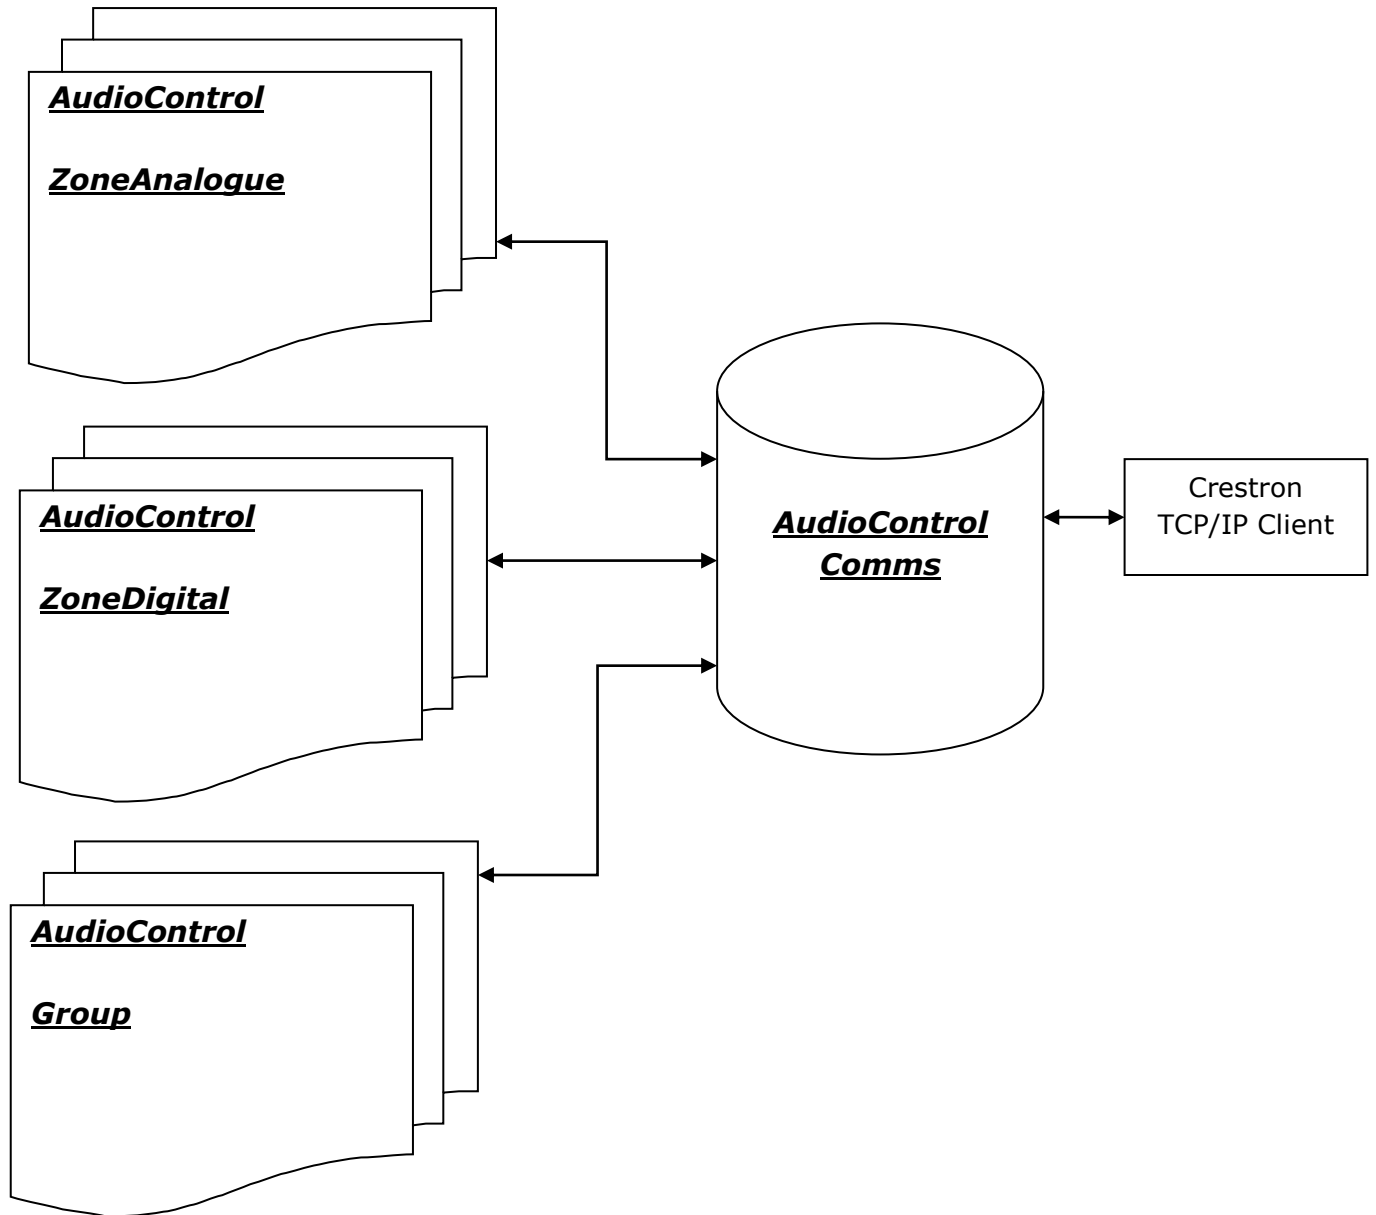 AudioControl
ZoneAnalogue
AudioControl
ZoneDigital
AudioControl
Group
AudioControl
Comms
Crestron
TCP/IP Client